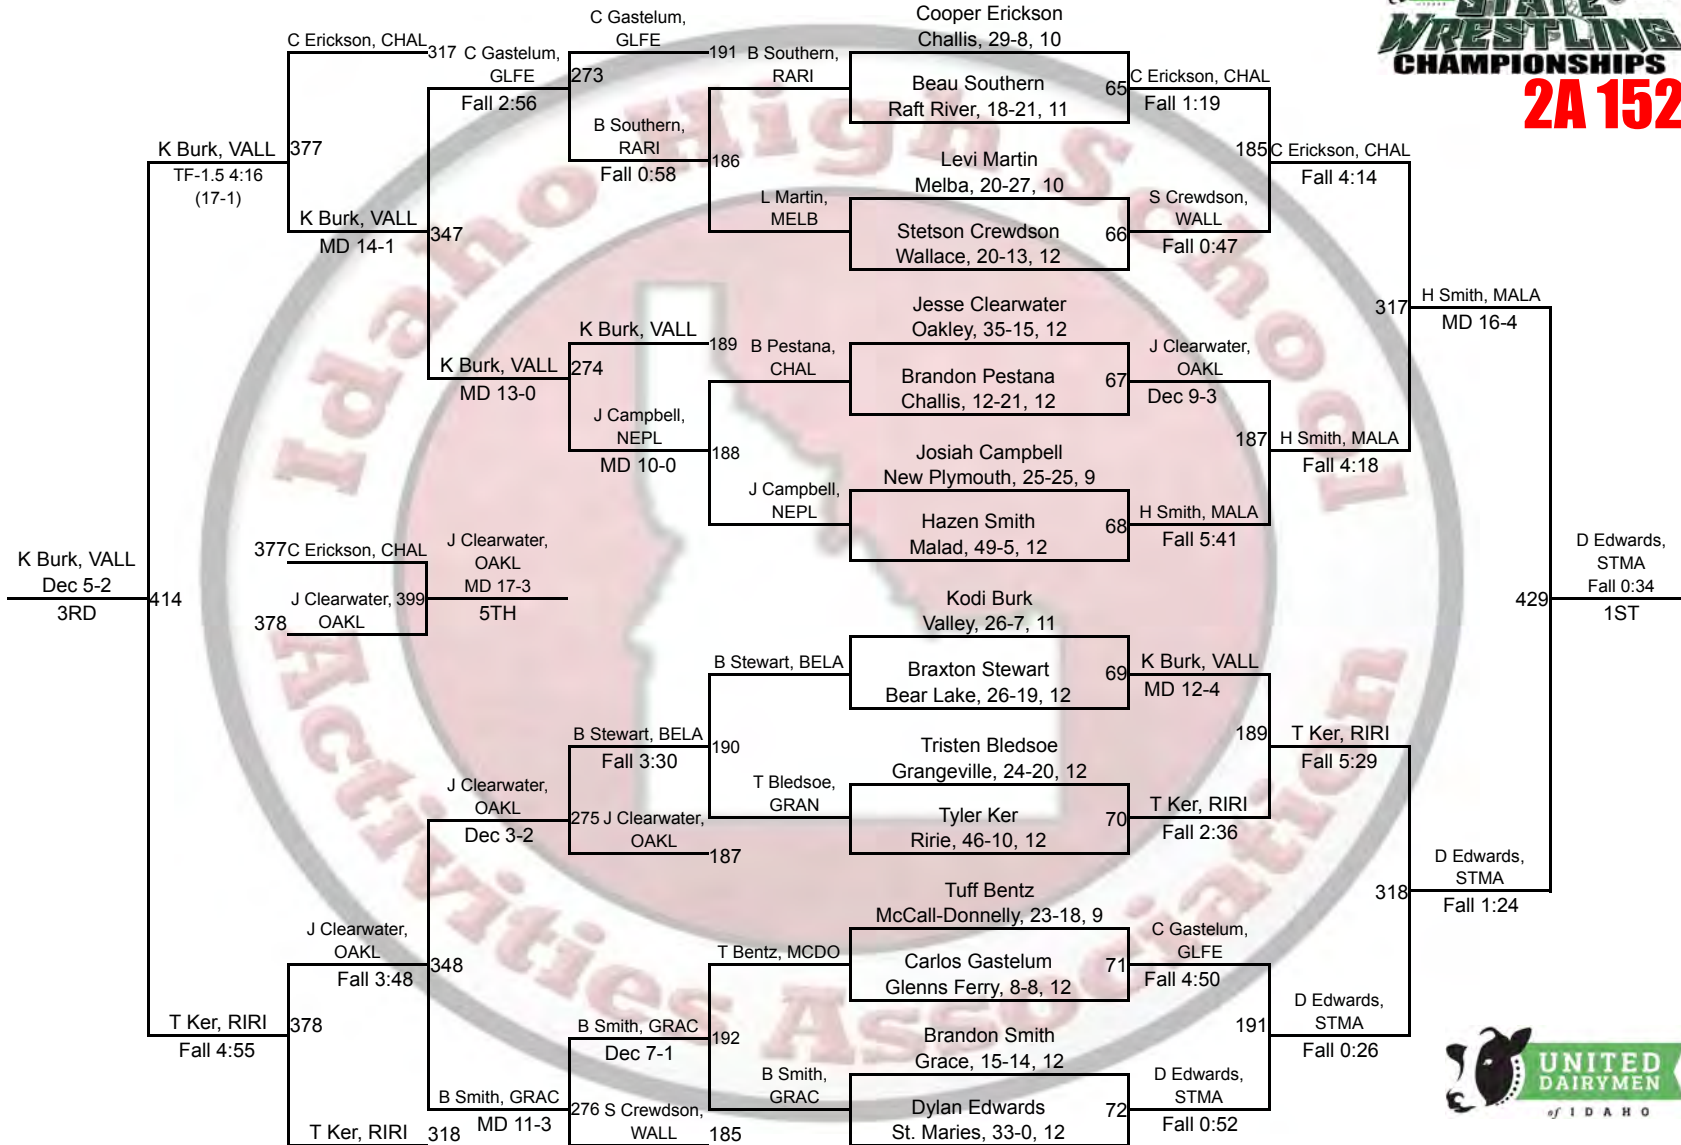 STATE
WRESTLING
CHAMPIONSHIPS
2A 152
Idaho High School
Activities Association
C Erickson, CHAL
317
377
K Burk, VALL
TF-1.5 4:16
(17-1)
K Burk, VALL
MD 14-1
347
C Gastelum,
GLFE
Fall 2:56
273
C Gastelum,
GLFE
191
B Southern,
RARI
Fall 0:58
186
B Southern,
RARI
L Martin,
MELB
Cooper Erickson
Challis, 29-8, 10
Beau Southern
Raft River, 18-21, 11
65
C Erickson, CHAL
Fall 1:19
Levi Martin
Melba, 20-27, 10
Stetson Crewdson
Wallace, 20-13, 12
66
S Crewdson,
WALL
Fall 0:47
185
C Erickson, CHAL
Fall 4:14
K Burk, VALL
189
K Burk, VALL
MD 13-0
274
J Campbell,
NEPL
MD 10-0
188
B Pestana,
CHAL
J Campbell,
NEPL
Jesse Clearwater
Oakley, 35-15, 12
Brandon Pestana
Challis, 12-21, 12
67
J Clearwater,
OAKL
Dec 9-3
Josiah Campbell
New Plymouth, 25-25, 9
Hazen Smith
Malad, 49-5, 12
68
H Smith, MALA
Fall 5:41
187
H Smith, MALA
Fall 4:18
317
H Smith, MALA
MD 16-4
K Burk, VALL
Dec 5-2
3RD
414
377
C Erickson, CHAL
J Clearwater,
OAKL
378
399
J Clearwater,
OAKL
MD 17-3
5TH
429
D Edwards,
STMA
Fall 0:34
1ST
Kodi Burk
Valley, 26-7, 11
Braxton Stewart
Bear Lake, 26-19, 12
69
K Burk, VALL
MD 12-4
B Stewart, BELA
B Stewart, BELA
Fall 3:30
190
T Bledsoe,
GRAN
Tristen Bledsoe
Grangeville, 24-20, 12
Tyler Ker
Ririe, 46-10, 12
70
T Ker, RIRI
Fall 2:36
189
T Ker, RIRI
Fall 5:29
J Clearwater,
OAKL
Dec 3-2
275
J Clearwater,
OAKL
187
318
D Edwards,
STMA
Fall 1:24
J Clearwater,
OAKL
Fall 3:48
348
T Bentz, MCDO
Tuff Bentz
McCall-Donnelly, 23-18, 9
Carlos Gastelum
Glenns Ferry, 8-8, 12
71
C Gastelum,
GLFE
Fall 4:50
T Ker, RIRI
Fall 4:55
378
B Smith, GRAC
Dec 7-1
192
B Smith,
GRAC
Brandon Smith
Grace, 15-14, 12
Dylan Edwards
St. Maries, 33-0, 12
72
D Edwards,
STMA
Fall 0:52
191
D Edwards,
STMA
Fall 0:26
B Smith, GRAC
MD 11-3
276
S Crewdson,
WALL
185
T Ker, RIRI
318
UNITED
DAIRYMEN
of IDAHO